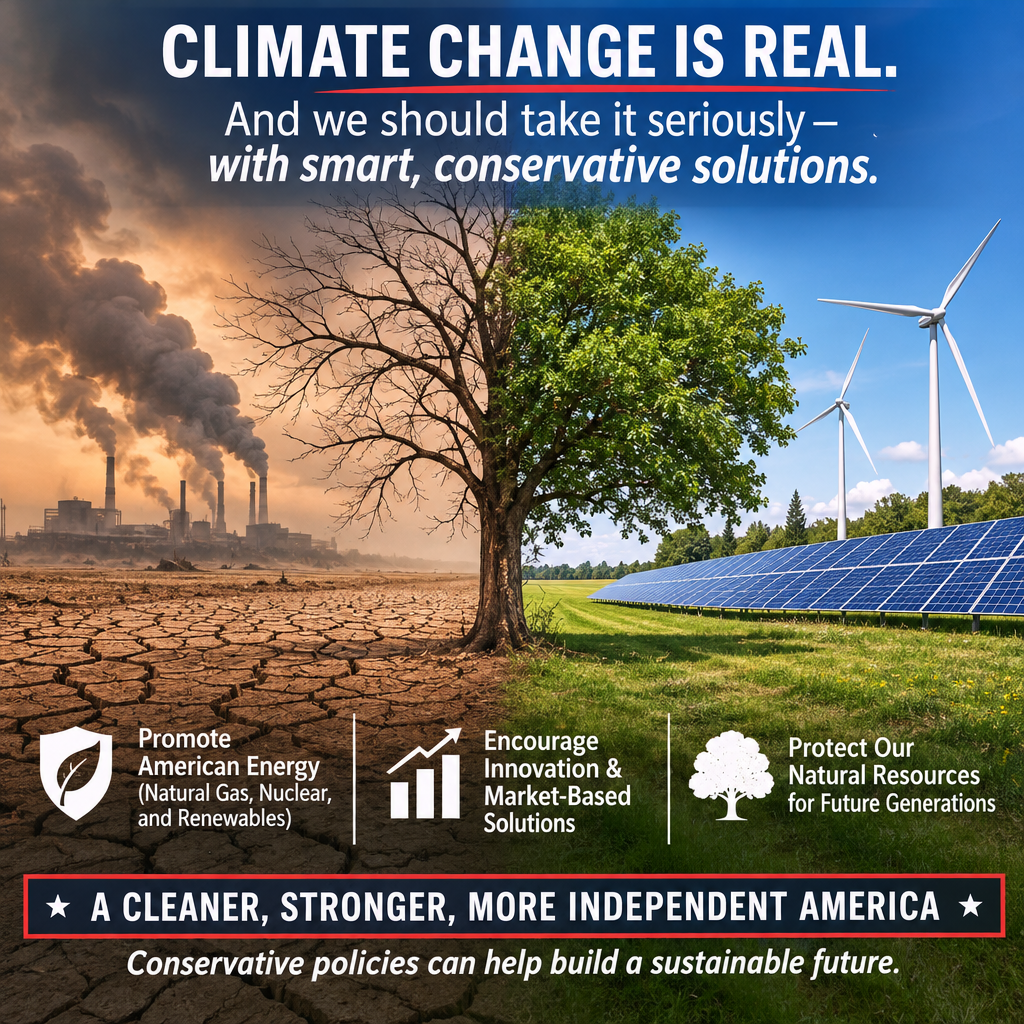 CLIMATE CHANGE IS REAL.
And we should take it seriously –
with smart, conservative solutions.
Promote
American Energy
(Natural Gas, Nuclear,
and Renewables)
Encourage
Innovation &
Market-Based
Solutions
Protect Our
Natural Resources
for Future Generations
★ A CLEANER, STRONGER, MORE INDEPENDENT AMERICA ★
Conservative policies can help build a sustainable future.